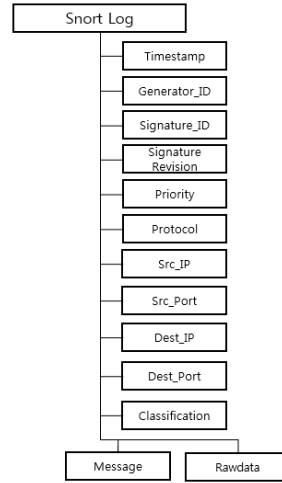 Snort Log
Timestamp
Generator_ID
Signature_ID
Signature
Revision
Priority
Protocol
Src_IP
Src_Port
Dest_IP
Dest_Port
Classification
Message
Rawdata